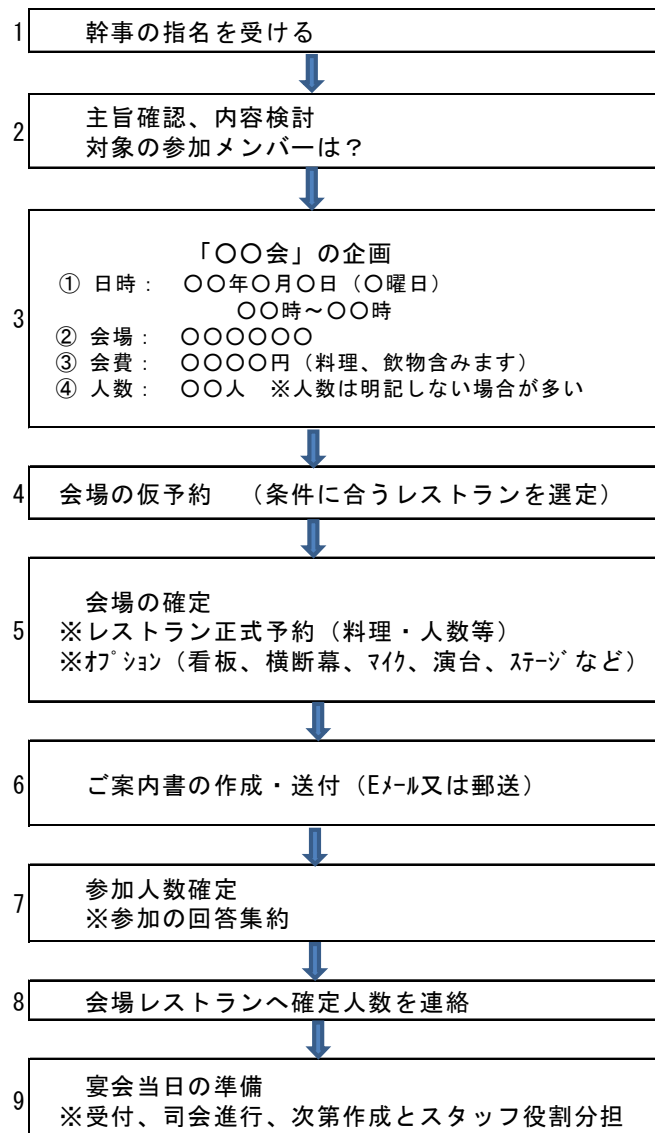 1 幹事の指名を受ける
2 主旨確認、内容検討
対象の参加メンバーは？
3 「〇〇会」の企画
① 日時： 〇〇年〇月〇日（〇曜日）
〇〇時～〇〇時
② 会場： 〇〇〇〇〇〇
③ 会費： 〇〇〇〇円（料理、飲物含みます）
④ 人数： 〇〇人 ※人数は明記しない場合が多い
4 会場の仮予約 （条件に合うレストランを選定）
5 会場の確定
※レストラン正式予約（料理・人数等）
※ｵﾌﾟｼｮﾝ（看板、横断幕、ﾏｲｸ、演台、ｽﾃｰｼﾞなど）
6 ご案内書の作成・送付（Eﾒｰﾙ又は郵送）
7 参加人数確定
※参加の回答集約
8 会場レストランへ確定人数を連絡
9 宴会当日の準備
※受付、司会進行、次第作成とスタッフ役割分担